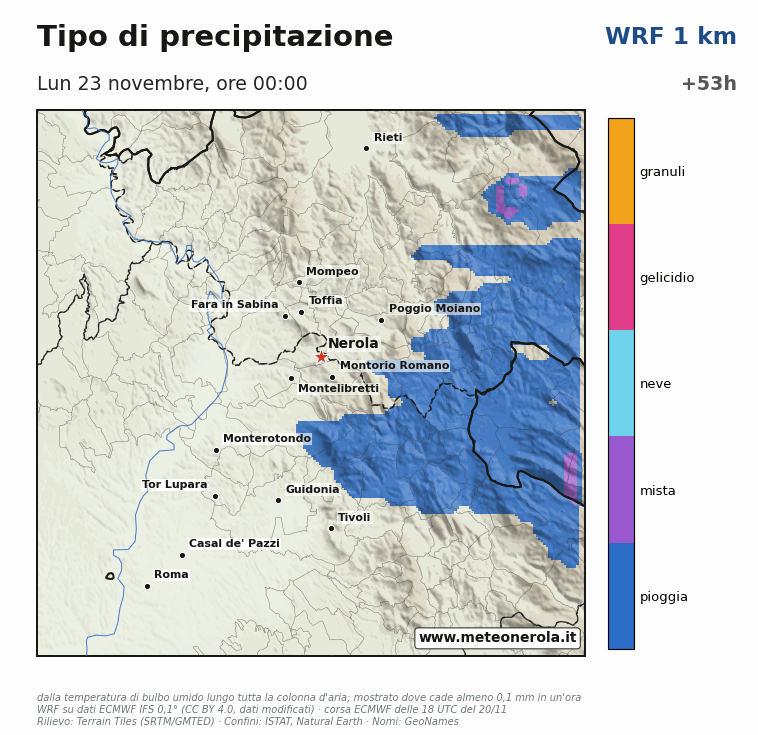 Tipo di precipitazione
WRF 1 km
Lun 23 novembre, ore 00:00
+53h
Rieti
granuli
gelicidio
Mompeo
Fara in Sabina
Toffia
Poggio Moiano
Nerola
Montorio Romano
neve
Montelibretti
Monterotondo
Tor Lupara
Guidonia
mista
Tivoli
Casal de' Pazzi
Roma
pioggia
www.meteonerola.it
dalla temperatura di bulbo umido lungo tutta la colonna d'aria; mostrato dove cade almeno 0,1 mm in un'ora
WRF su dati ECMWF IFS 0,1° (CC BY 4.0, dati modificati) · corsa ECMWF delle 18 UTC del 20/11
Rilievo: Terrain Tiles (SRTM/GMTED) · Confini: ISTAT, Natural Earth · Nomi: GeoNames